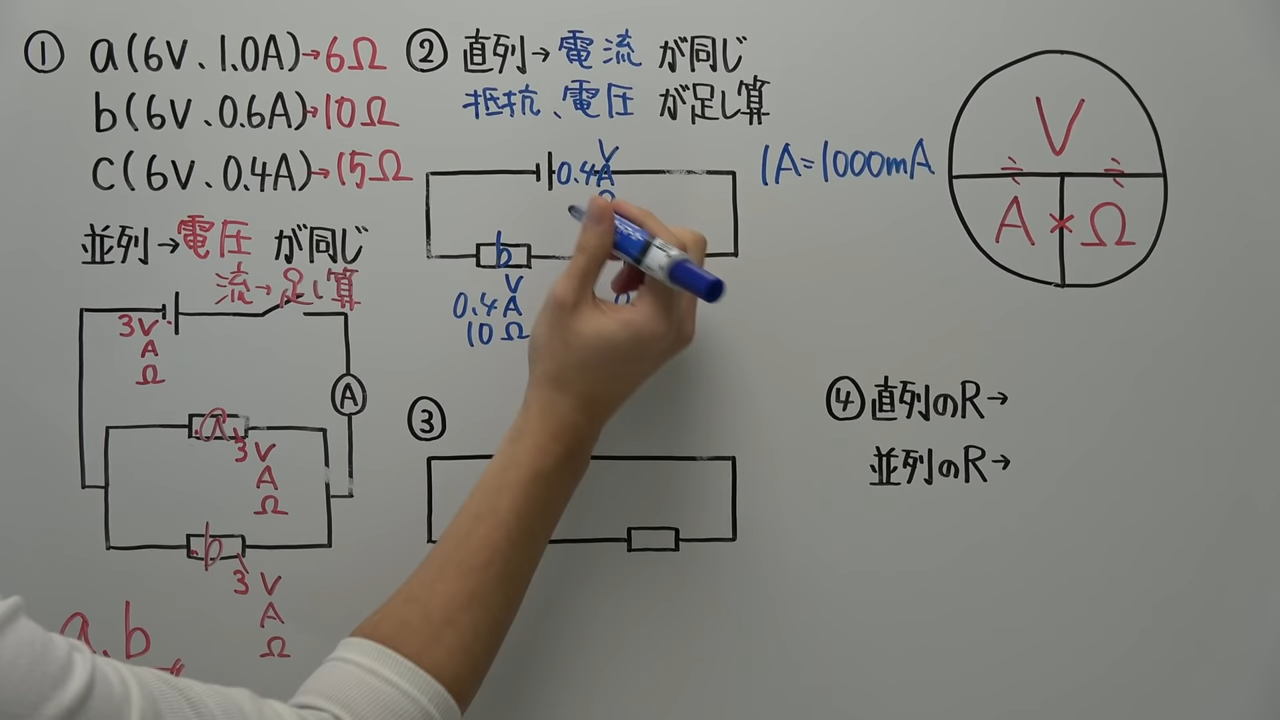 ① a(6V、1.0A)→6Ω
b(6V、0.6A)→10Ω
c(6V、0.4A)→15Ω
並列→電圧 が同じ
流→足し算
3V
A
Ω
A
a
3V
A
Ω
b
3V
A
Ω
a,b
② 直列→電流 が同じ
抵抗、電圧 が足し算
V
0.4A
Ω
b
V
0.4A
10Ω
③
1A=1000mA
V
÷ ÷
A×Ω
④ 直列のR→
並列のR→